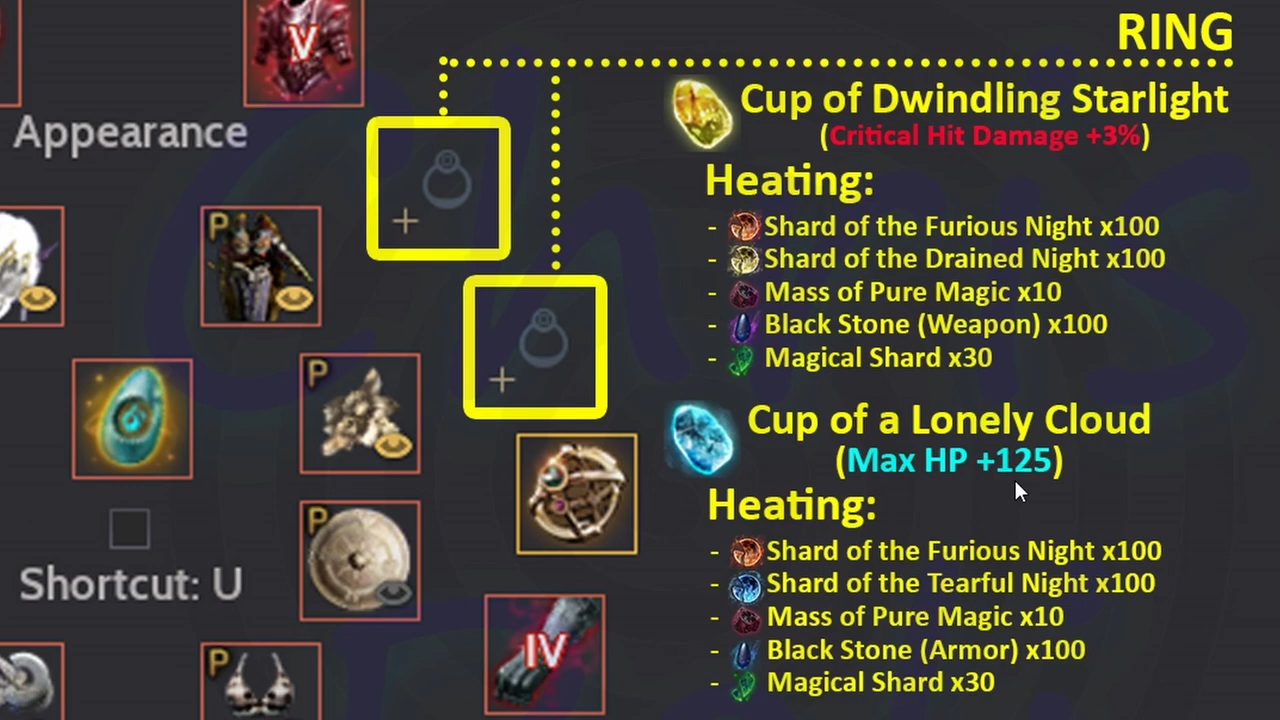 RING
Cup of Dwindling Starlight
(Critical Hit Damage +3%)
Heating:
- Shard of the Furious Night x100
- Shard of the Drained Night x100
- Mass of Pure Magic x10
- Black Stone (Weapon) x100
- Magical Shard x30
Cup of a Lonely Cloud
(Max HP +125)
Heating:
- Shard of the Furious Night x100
- Shard of the Tearful Night x100
- Mass of Pure Magic x10
- Black Stone (Armor) x100
- Magical Shard x30
V
Appearance
P
+
P
+
P
Shortcut: U
IV
P